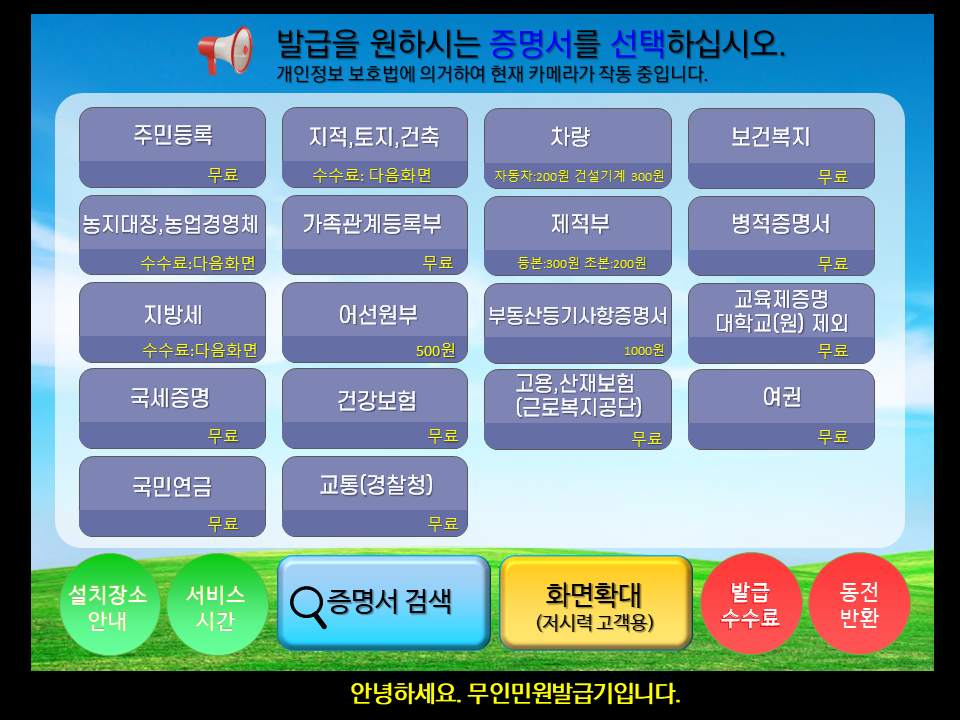 발급을 원하시는 증명서를 선택하십시오.
개인정보 보호법에 의거하여 현재 카메라가 작동 중입니다.
주민등록
무료
지적,토지,건축
수수료: 다음화면
차량
자동차:200원 건설기계 300원
보건복지
무료
농지대장,농업경영체
수수료:다음화면
가족관계등록부
무료
제적부
등본:300원 초본:200원
병적증명서
무료
지방세
수수료:다음화면
어선원부
500원
부동산등기사항증명서
1000원
교육제증명
대학교(원) 제외
무료
국세증명
무료
건강보험
무료
고용,산재보험
(근로복지공단)
무료
여권
무료
국민연금
무료
교통(경찰청)
무료
설치장소
안내
서비스
시간
증명서 검색
화면확대
(저시력 고객용)
발급
수수료
동전
반환
안녕하세요. 무인민원발급기입니다.